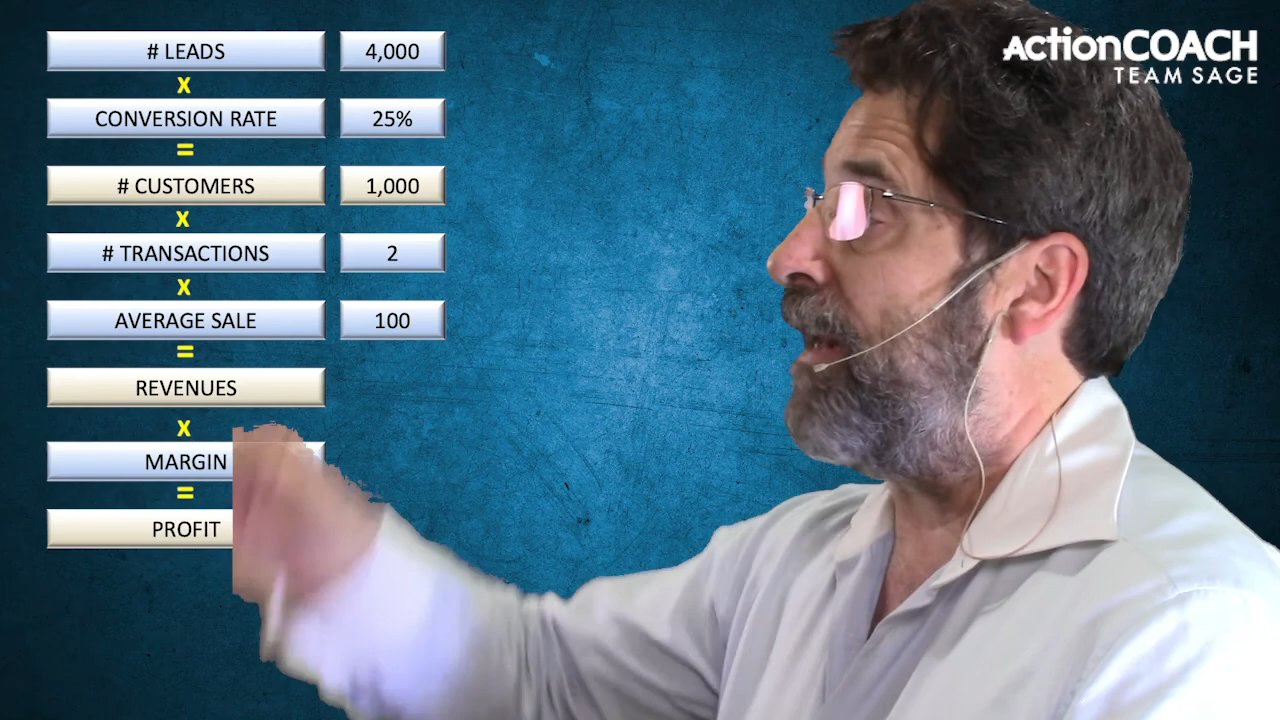 # LEADS 4,000
X
CONVERSION RATE 25%
=
# CUSTOMERS 1,000
X
# TRANSACTIONS 2
X
AVERAGE SALE 100
=
REVENUES
X
MARGIN
=
PROFIT
ActionCOACH
TEAM SAGE